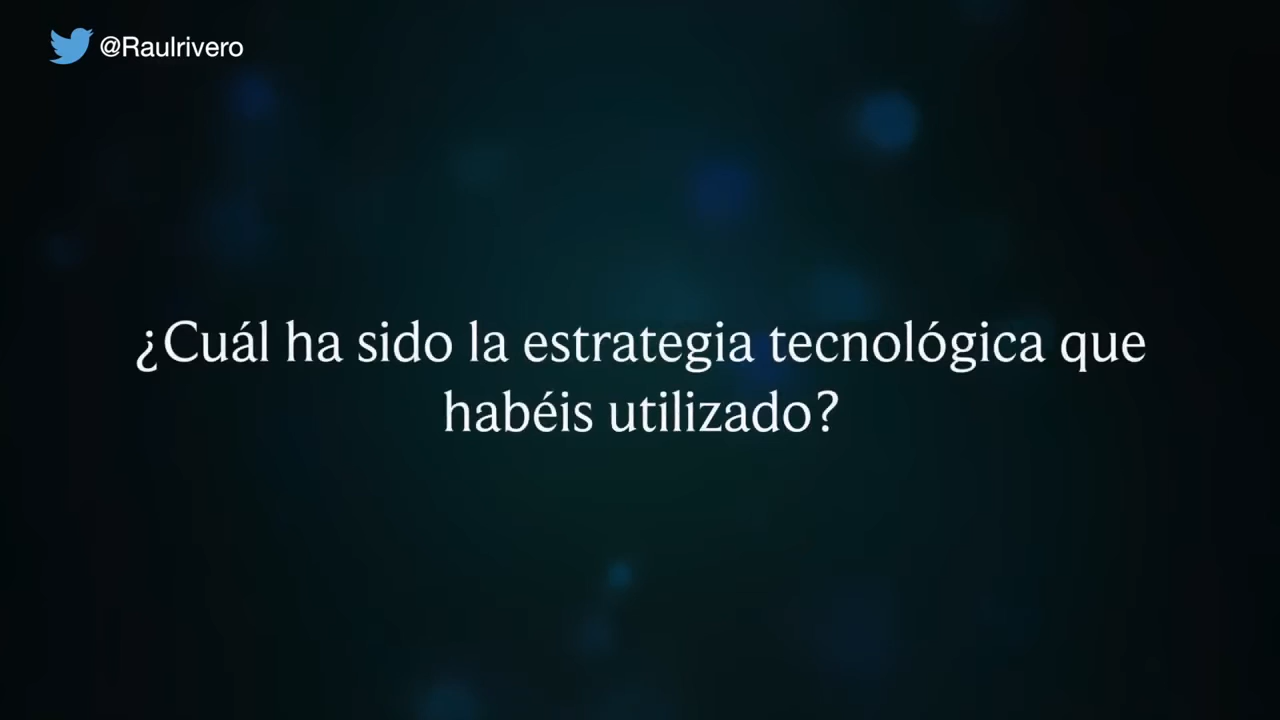 @Raulrivero
¿Cuál ha sido la estrategia tecnológica que
habéis utilizado?